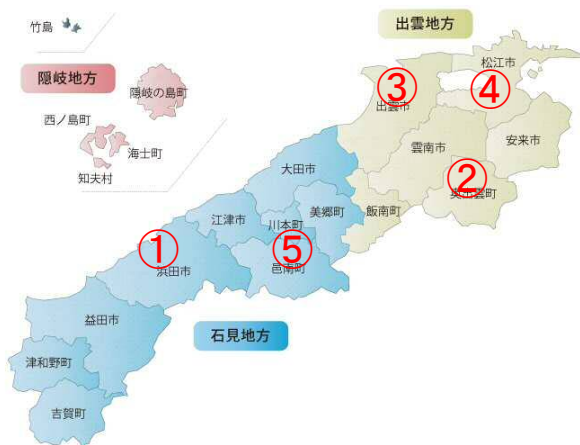 竹島
出雲地方
松江市
隠岐地方
③
④
隠岐の島町
出雲市
西ノ島町
海士町
雲南市
安来市
知夫村
大田市
②
奥出雲町
江津市
川本町
美郷町
飯南町
①
⑤
浜田市
邑南町
益田市
石見地方
津和野町
吉賀町